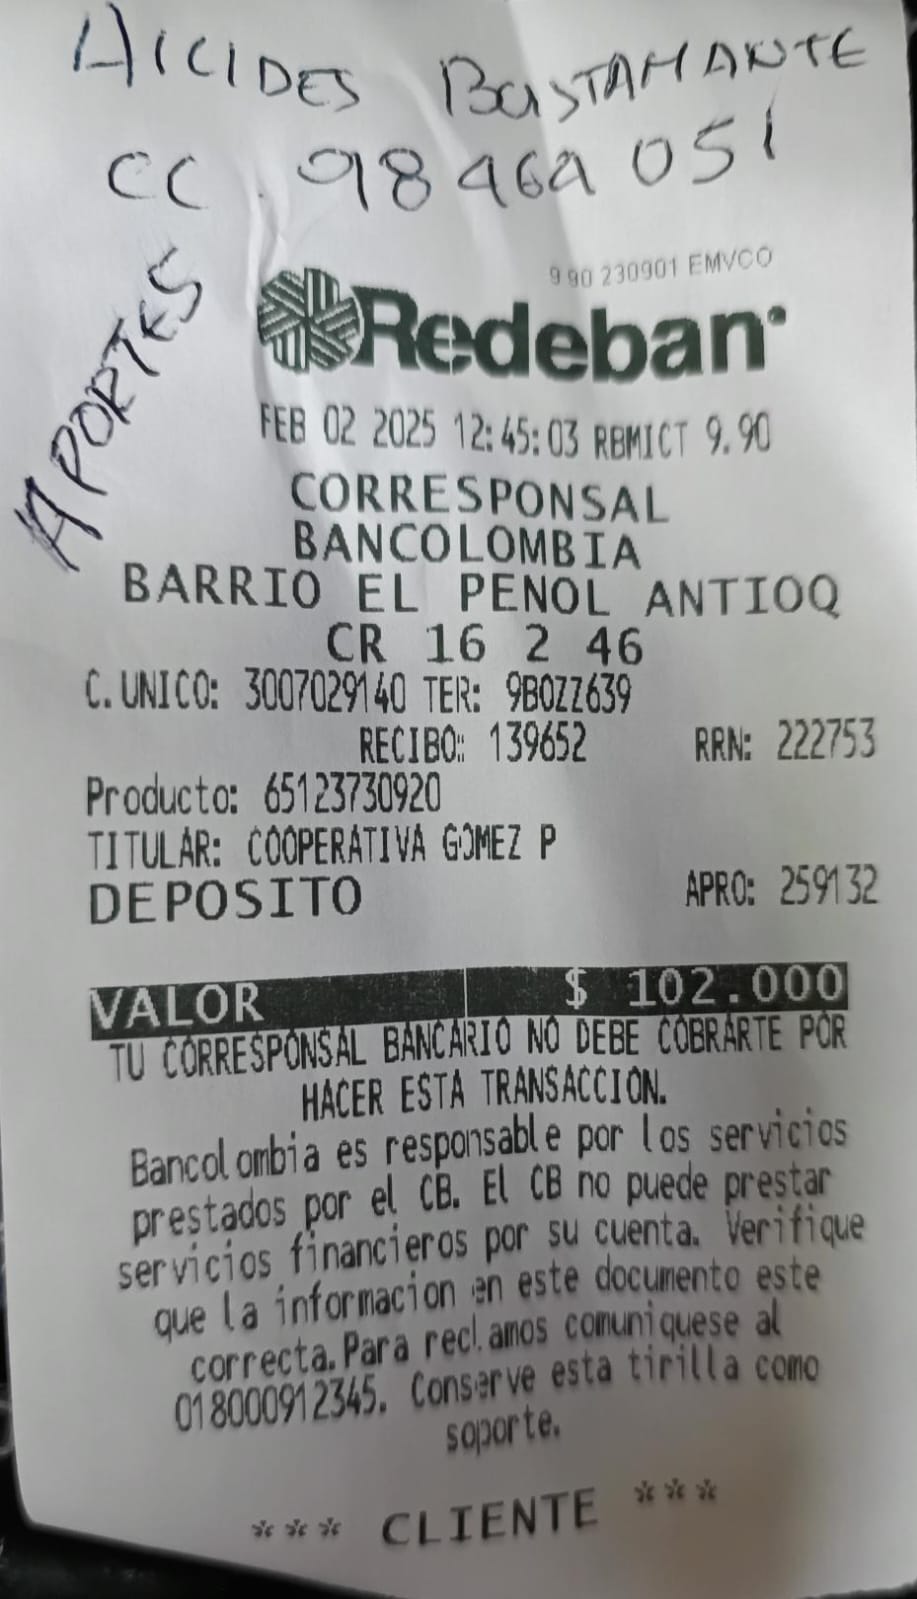 AlCIDES BUSTAMANTE
CC. 98469051
APORTES
9 90 230901 EMVCO
Redeban
FEB 02 2025 12:45:03 RBMICT 9.90
CORRESPONSAL
BANCOLOMBIA
BARRIO EL PENOL ANTIOQ
CR 16 2 46
C.UNICO: 3007029140 TER: 9B0ZZ639
RECIBO: 139652 RRN: 222753
Producto: 65123730920
TITULAR: COOPERATIVA GOMEZ P
DEPOSITO APRO: 259132
VALOR $ 102.000
TU CORRESPONSAL BANCARIO NO DEBE COBRARTE POR
HACER ESTA TRANSACCION.
Bancolombia es responsable por los servicios
prestados por el CB. El CB no puede prestar
servicios financieros por su cuenta. Verifique
que la informacion en este documento este
correcta.Para reclamos comuniquese al
018000912345. Conserve esta tirilla como
soporte.
*** CLIENTE ***